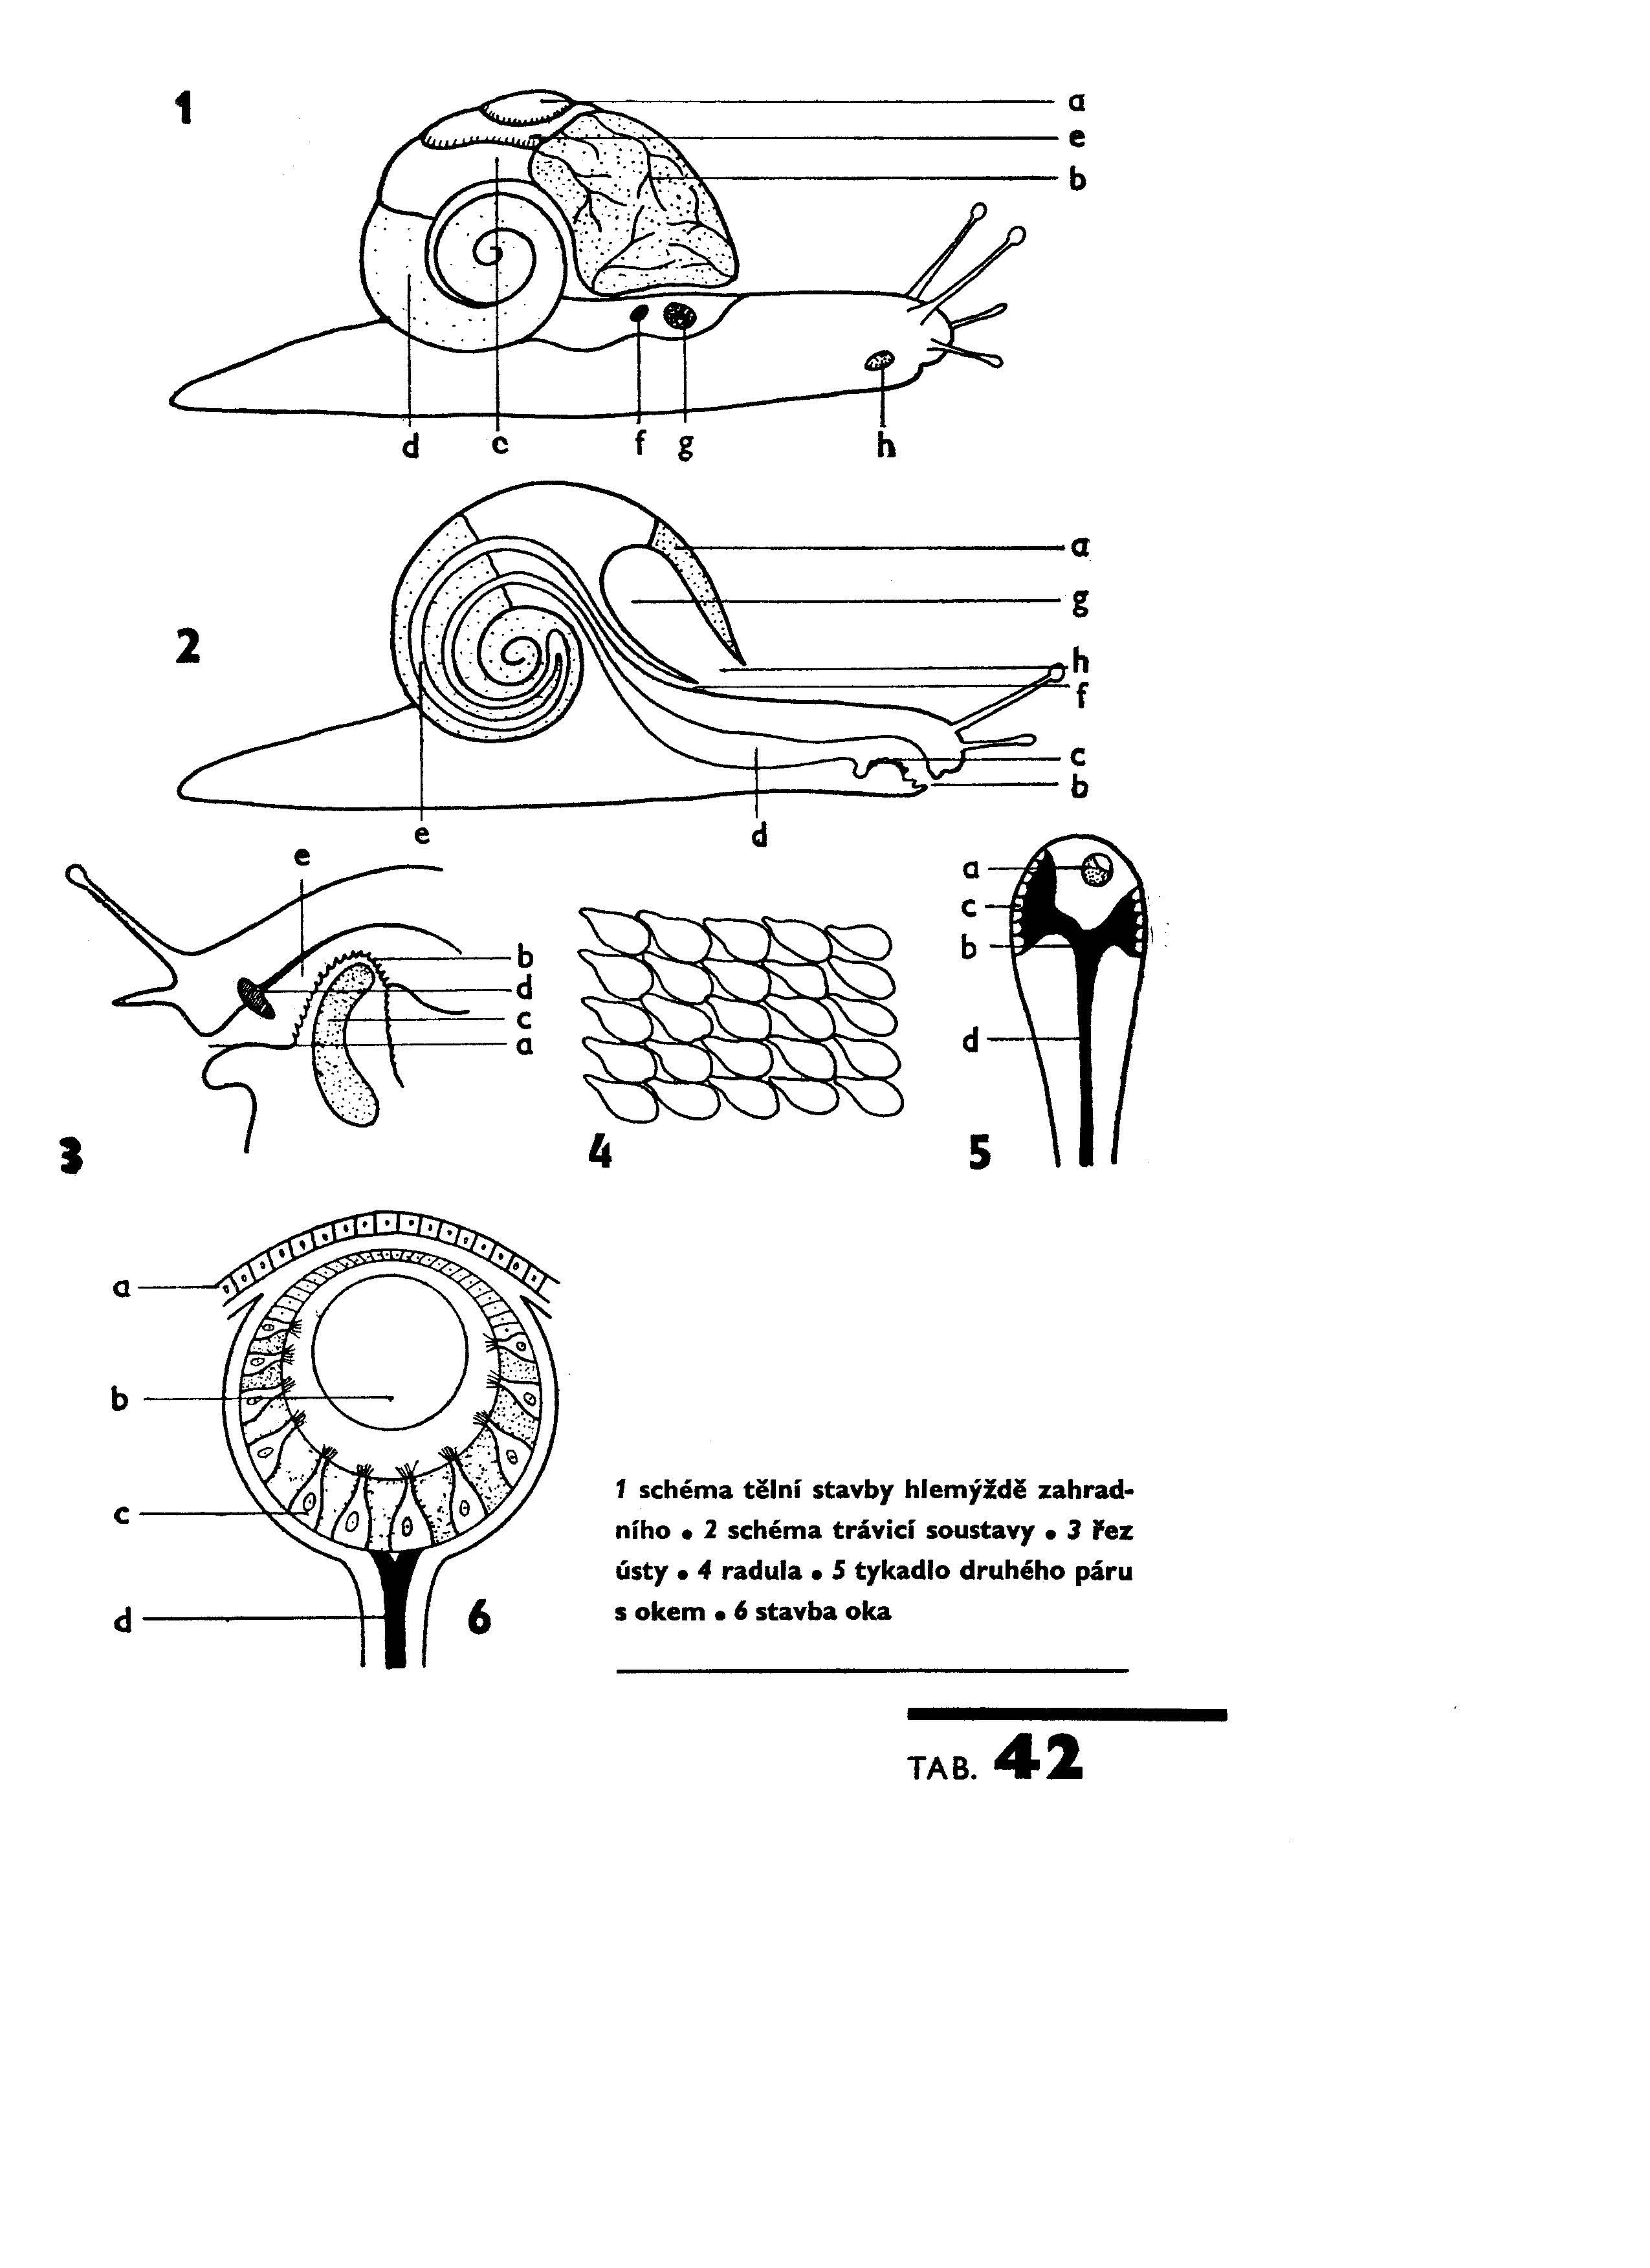 1
a
e
b
d
c
f
g
h
2
a
g
h
f
c
b
e
d
3
e
b
d
c
a
4
5
a
c
b
d
6
a
b
c
d
1 schéma tělní stavby hlemýždě zahrad-
ního • 2 schéma trávicí soustavy • 3 řez
ústy • 4 radula • 5 tykadlo druhého páru
s okem • 6 stavba oka
TAB. 42